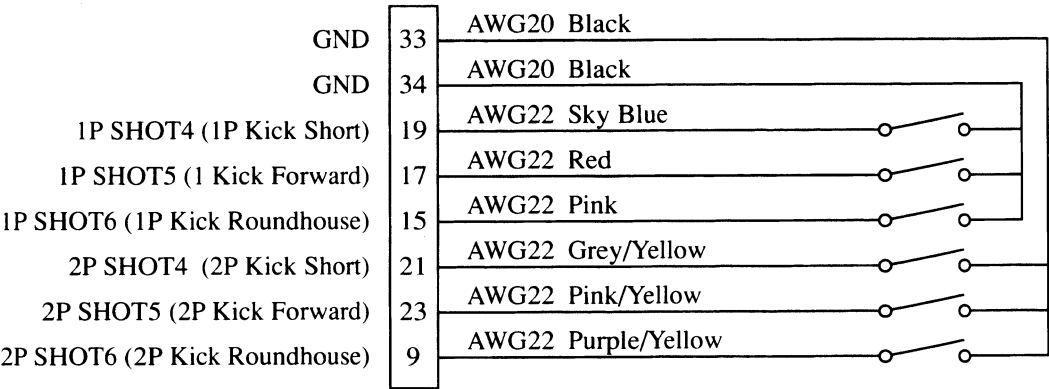 GND 33 AWG20 Black
GND 34 AWG20 Black
1P SHOT4 (1P Kick Short) 19 AWG22 Sky Blue
1P SHOT5 (1 Kick Forward) 17 AWG22 Red
1P SHOT6 (1P Kick Roundhouse) 15 AWG22 Pink
2P SHOT4 (2P Kick Short) 21 AWG22 Grey/Yellow
2P SHOT5 (2P Kick Forward) 23 AWG22 Pink/Yellow
2P SHOT6 (2P Kick Roundhouse) 9 AWG22 Purple/Yellow